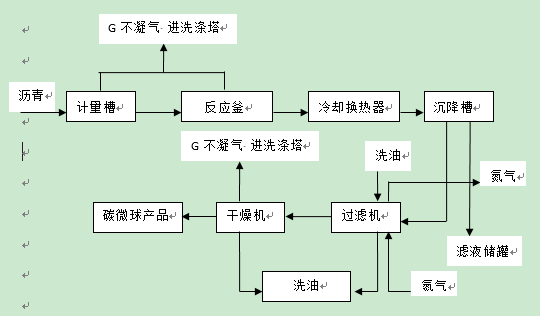 G 不凝气 进洗涤塔
沥青
计量槽
反应釜
冷却换热器
沉降槽
G 不凝气 进洗涤塔
洗油
氮气
碳微球产品
干燥机
过滤机
滤液储罐
洗油
氮气